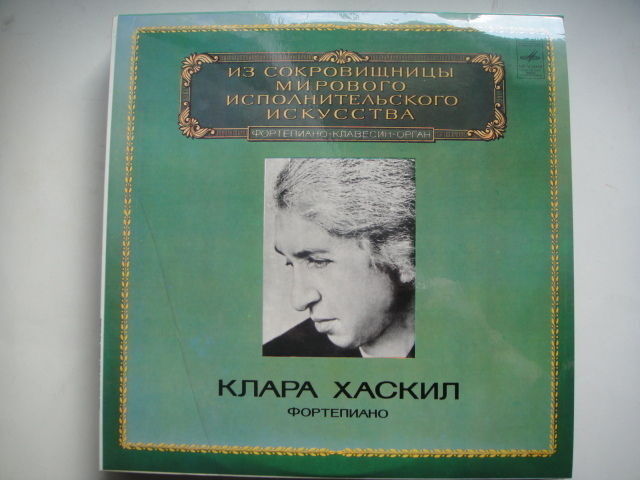 ИЗ СОКРОВИЩНИЦЫ
МИРОВОГО
ИСПОЛНИТЕЛЬСКОГО
ИСКУССТВА
ФОРТЕПИАНО·КЛАВЕСИН·ОРГАН
КЛАРА ХАСКИЛ
ФОРТЕПИАНО